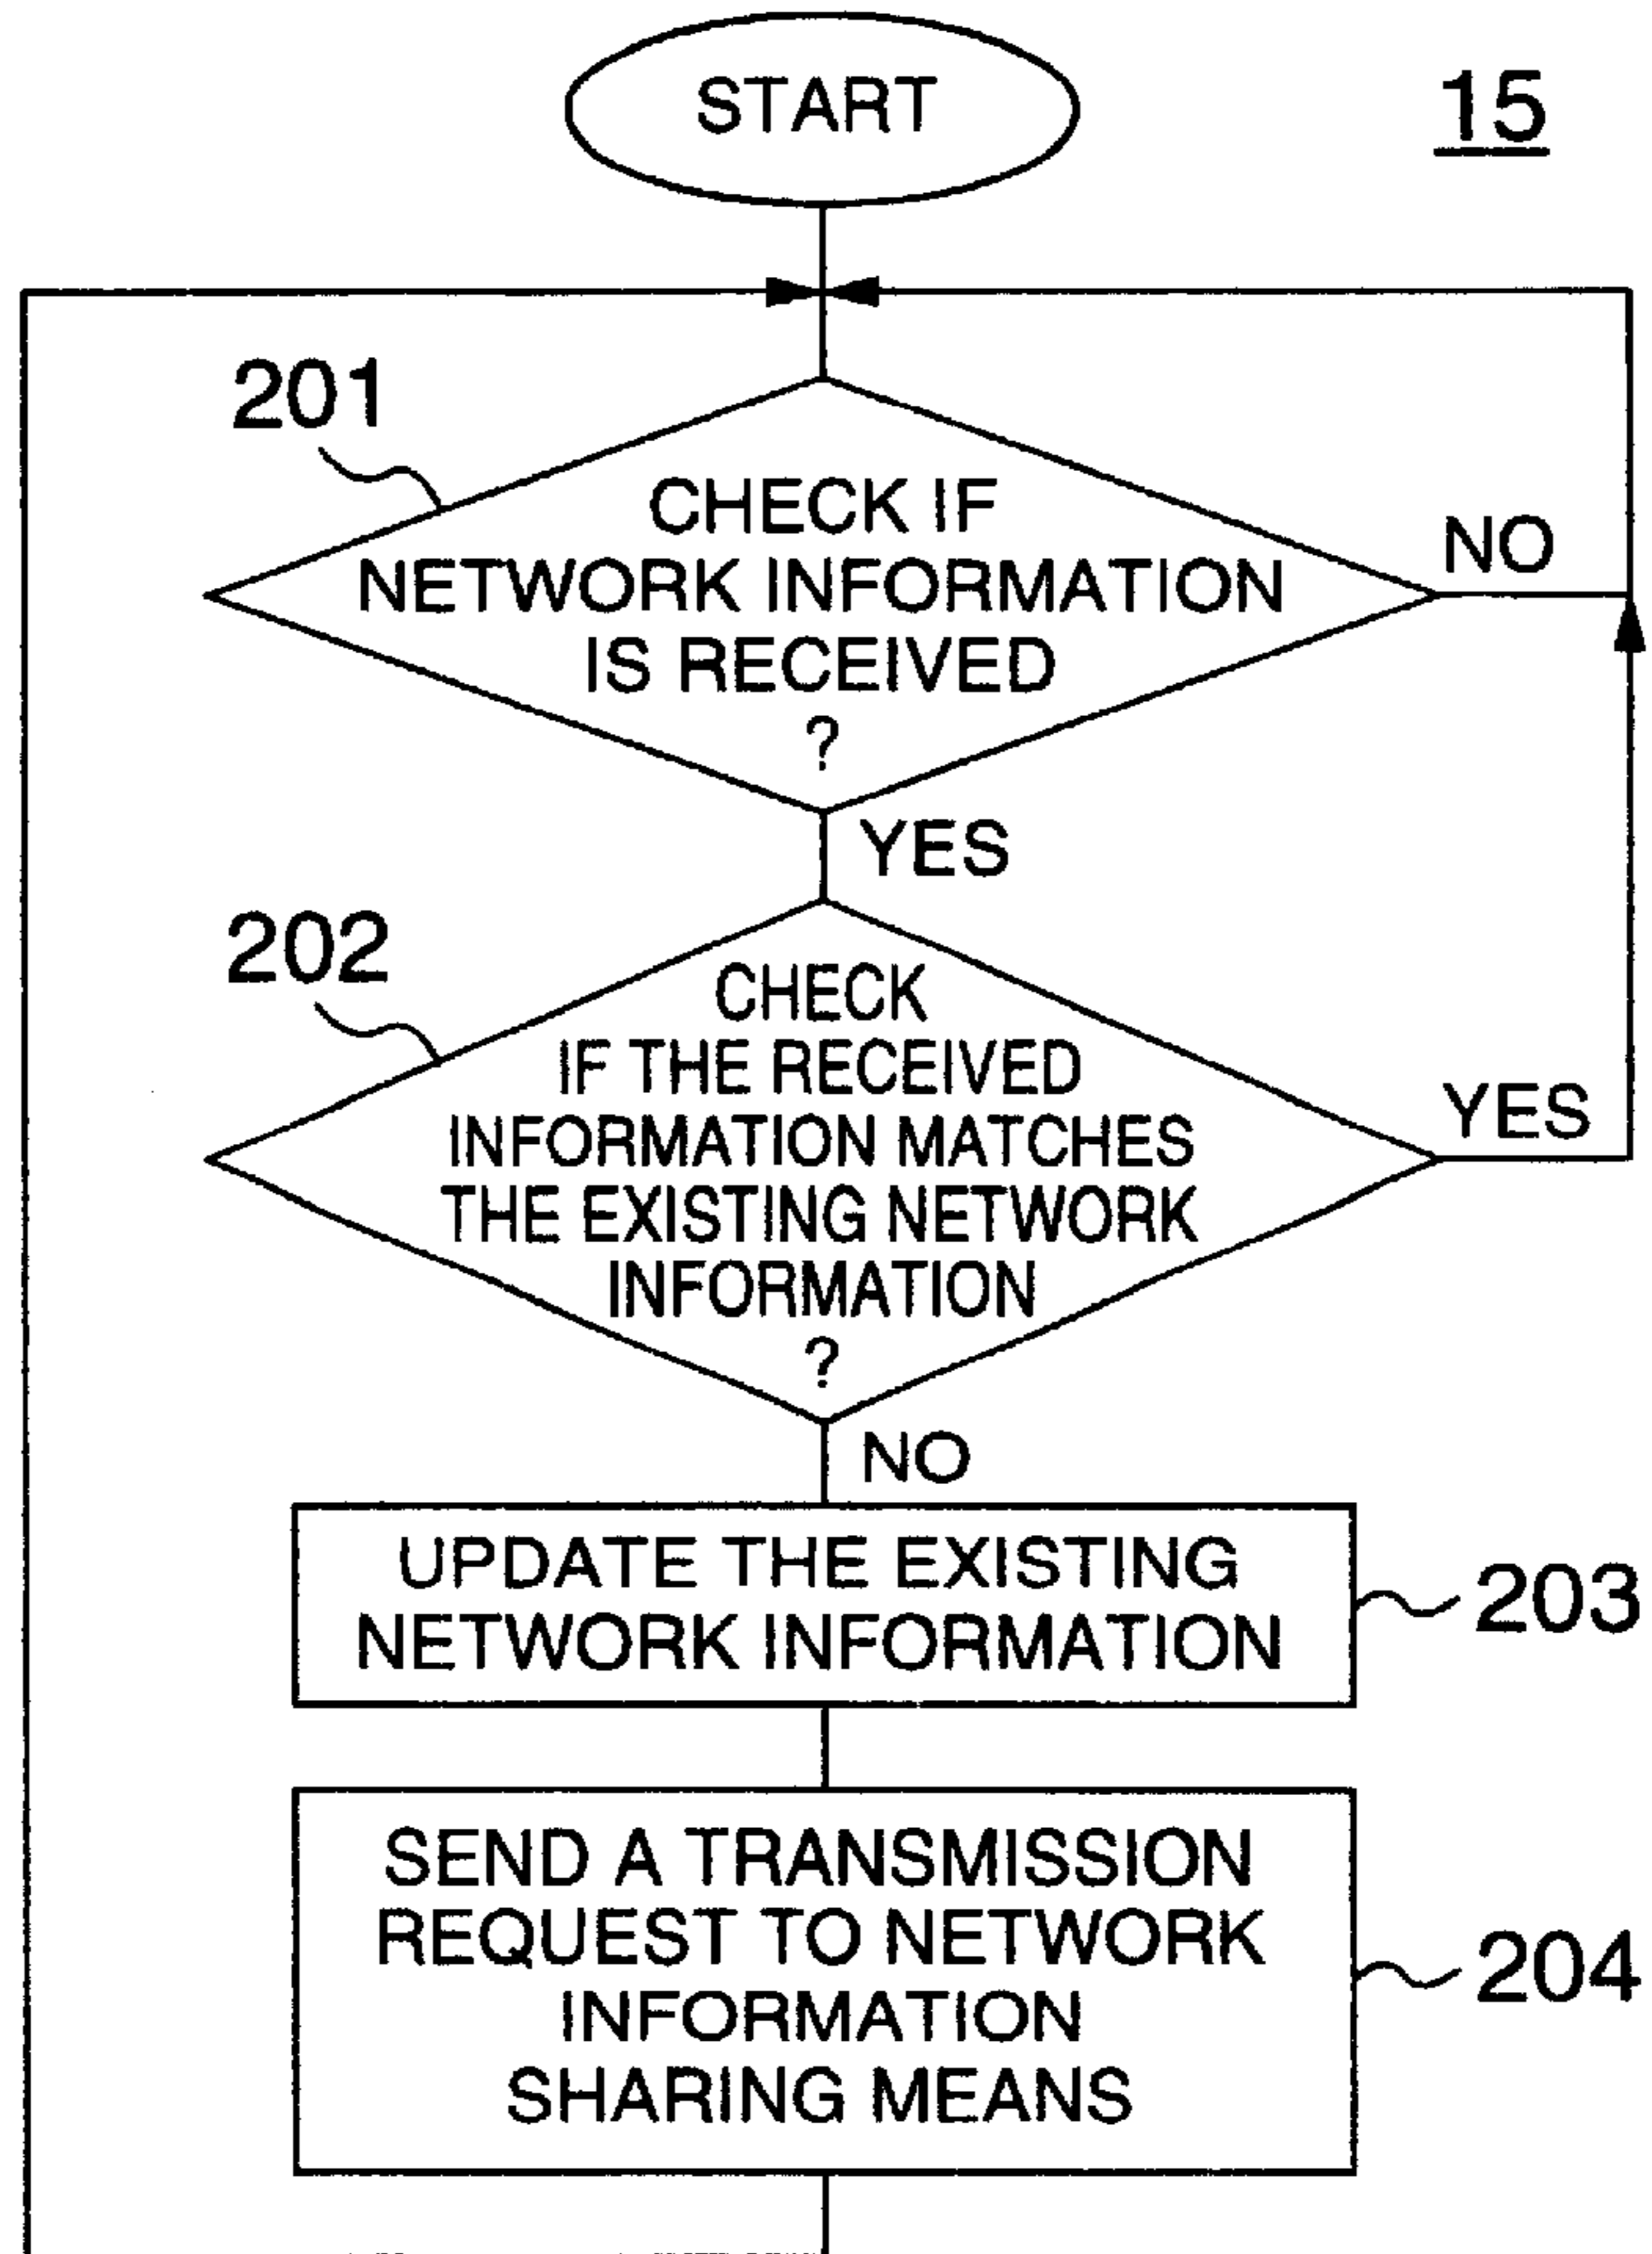 START
15
201
CHECK IF
NETWORK INFORMATION
IS RECEIVED
?
NO
YES
202
CHECK
IF THE RECEIVED
INFORMATION MATCHES
THE EXISTING NETWORK
INFORMATION
?
YES
NO
UPDATE THE EXISTING
NETWORK INFORMATION
203
SEND A TRANSMISSION
REQUEST TO NETWORK
INFORMATION
SHARING MEANS
204